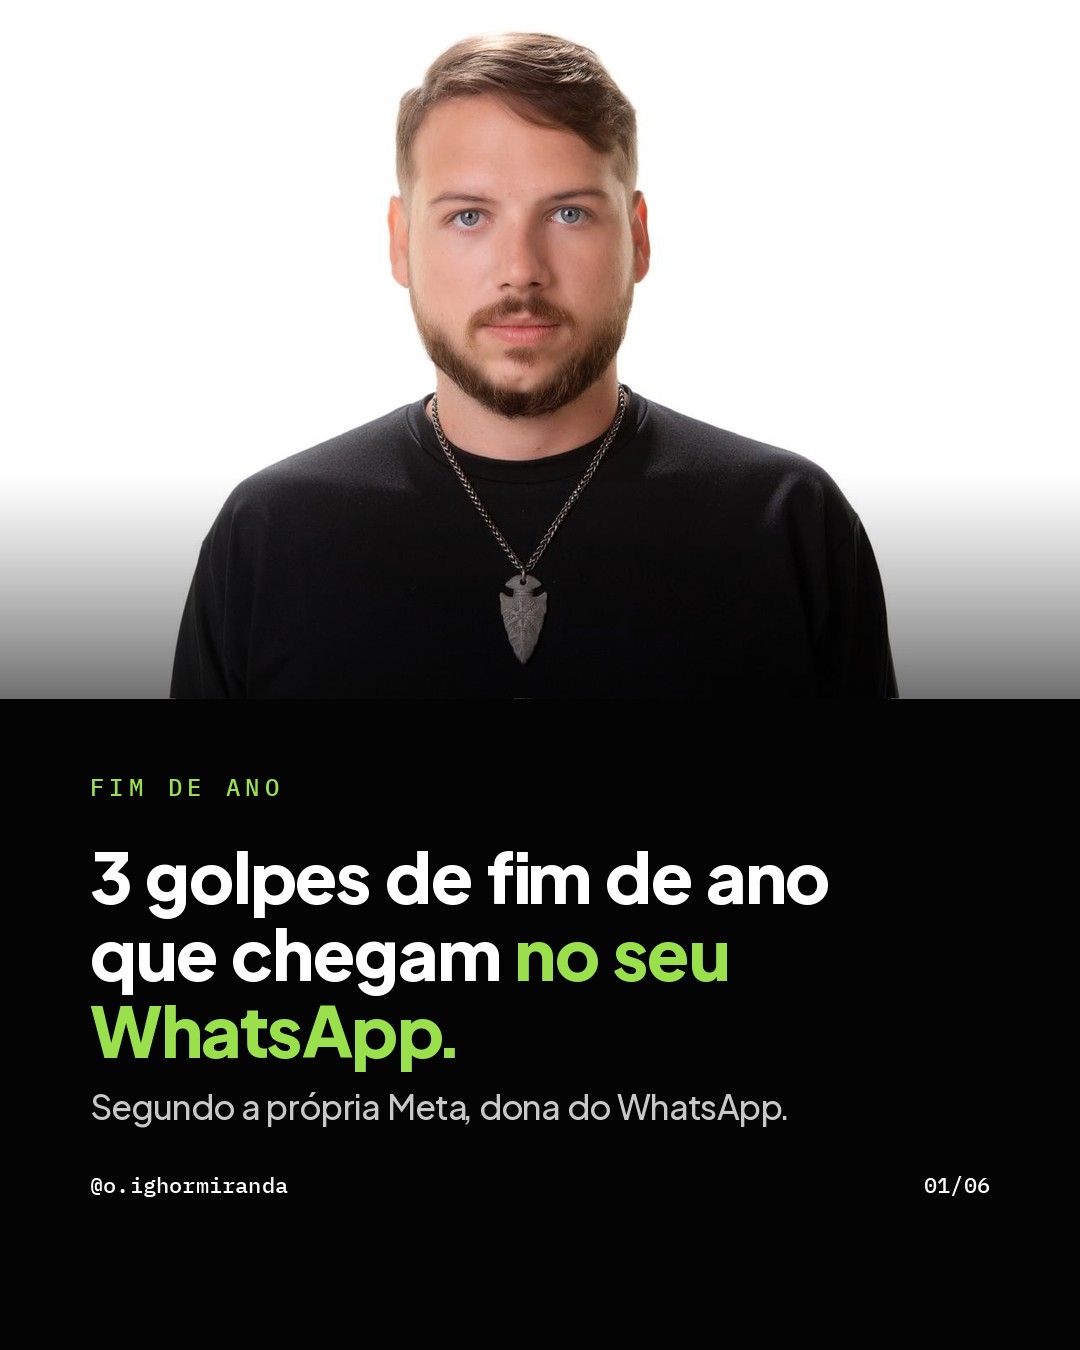 FIM DE ANO
3 golpes de fim de ano
que chegam no seu
WhatsApp.
Segundo a própria Meta, dona do WhatsApp.
@o.ighormiranda
01/06